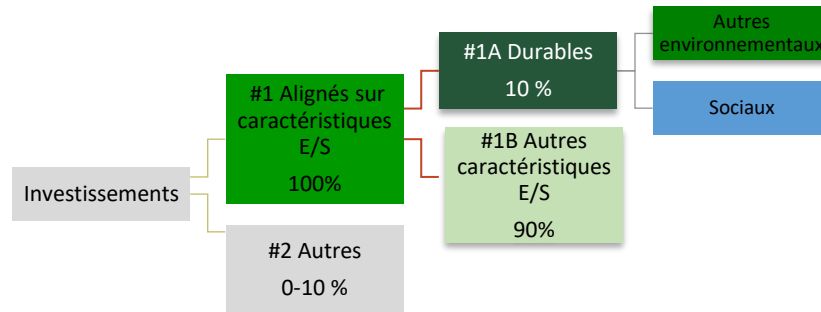 Investissements
#1 Alignés sur
caractéristiques
E/S
100%
#2 Autres
0-10 %
#1A Durables
10 %
#1B Autres
caractéristiques
E/S
90%
Autres
environnementaux
Sociaux